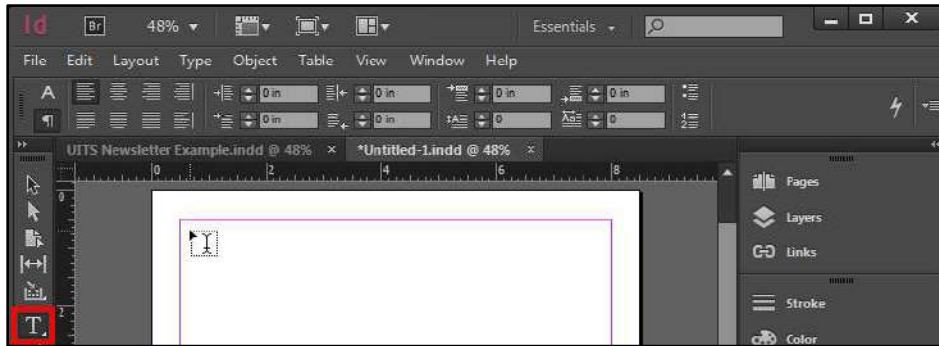 Id Br 48% Essentials
File Edit Layout Type Object Table View Window Help
A 0 in 0 in 0 in 0 in
¶ 0 in 0 in 0 0
UITS Newsletter Example.indd @ 48% × *Untitled-1.indd @ 48% ×
0 2 4 6 8
0
Pages
Layers
Links
2
Stroke
T
Color